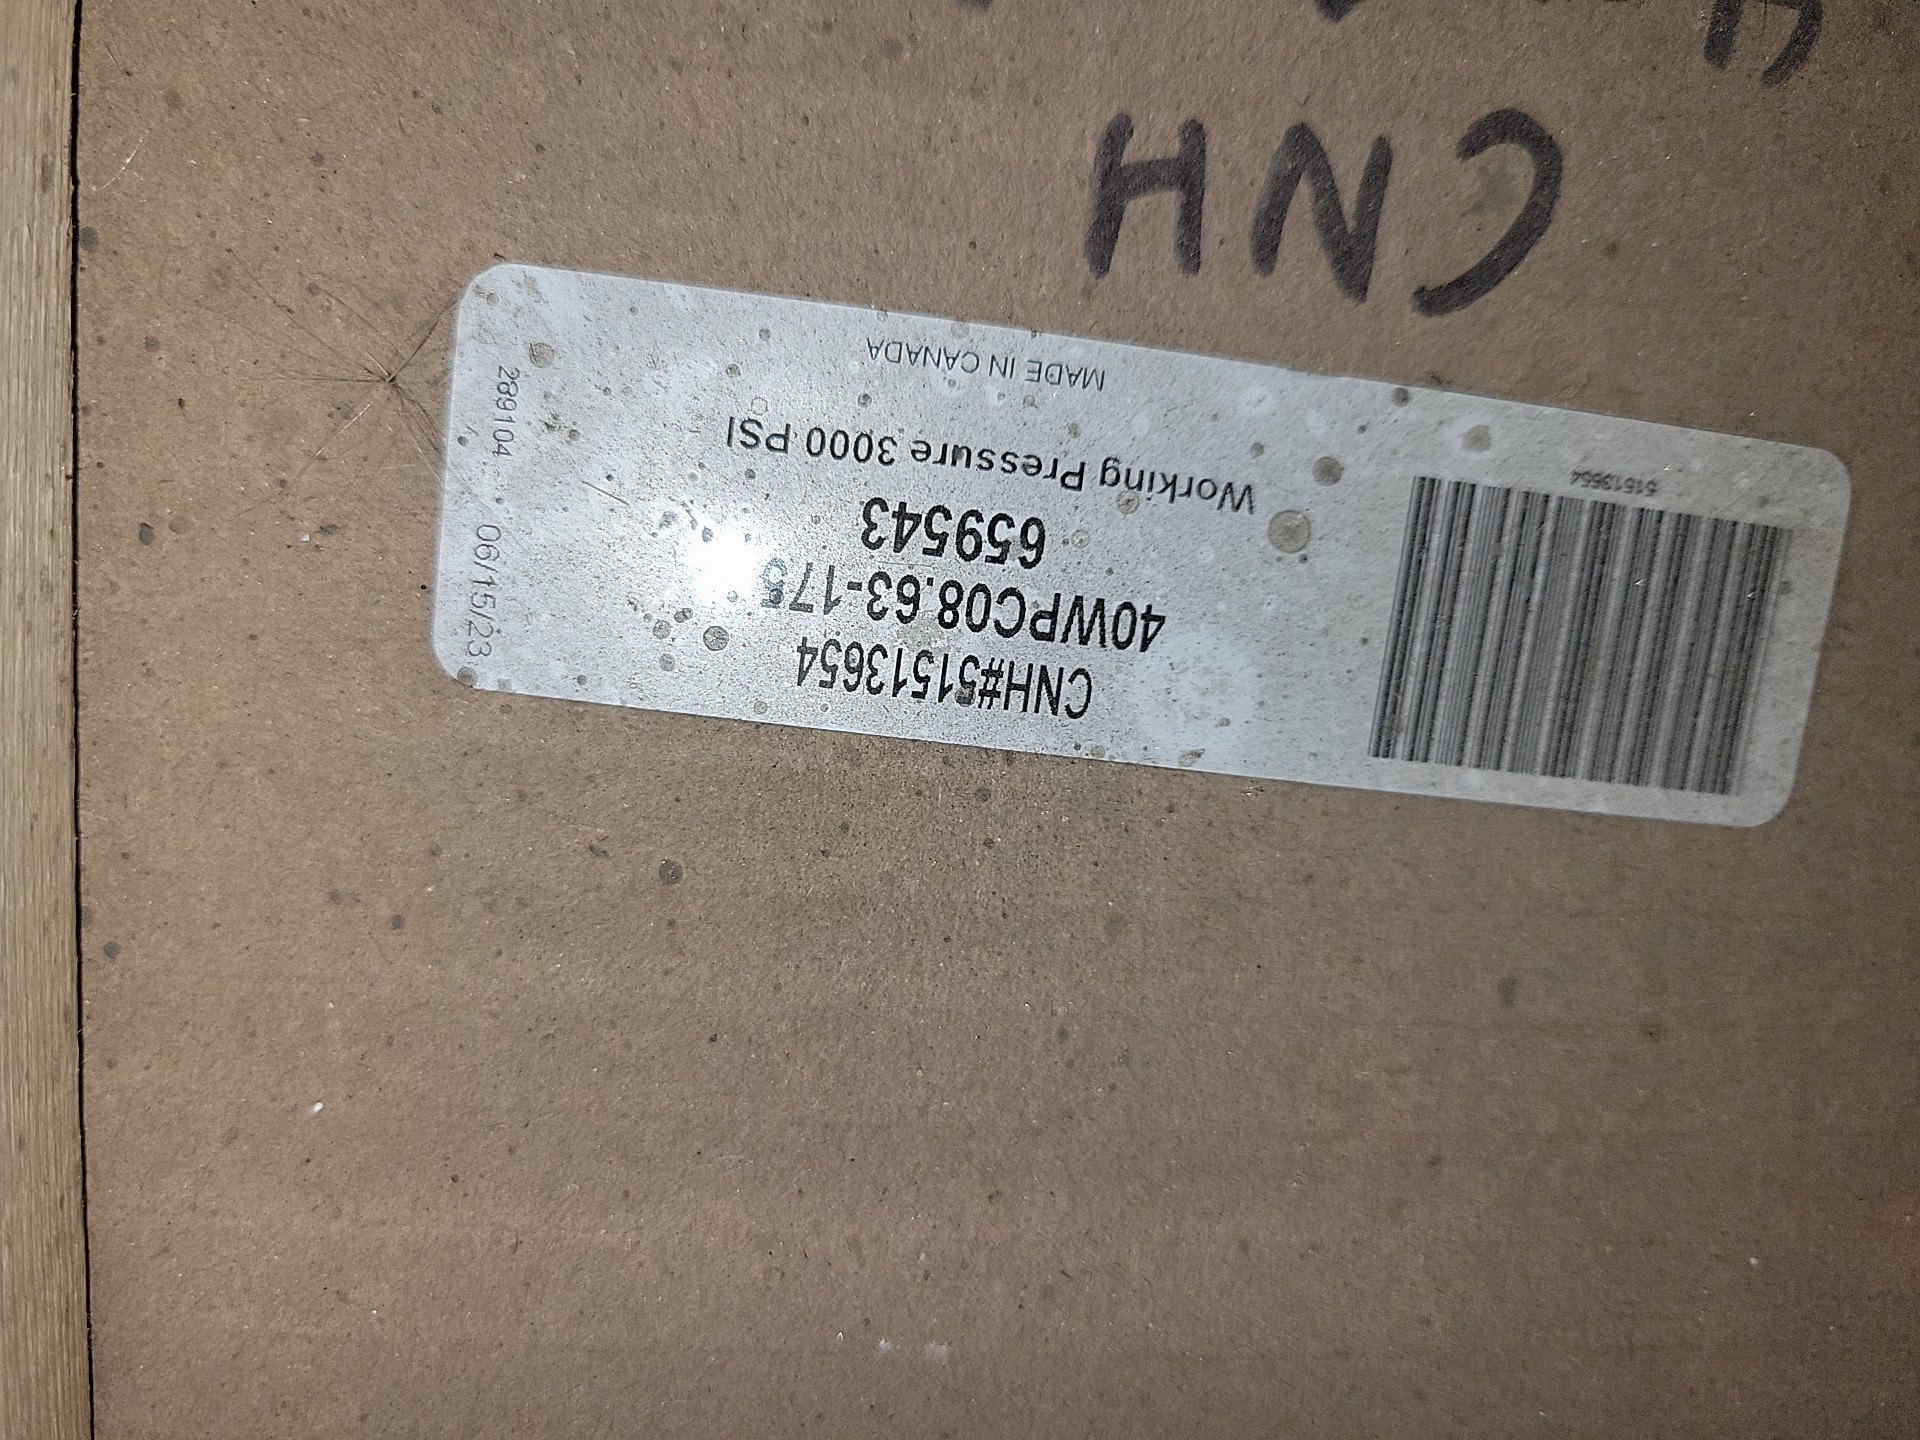 CNH#51513654
40WPC08.63-175
659543
Working Pressure 3000 PSI
MADE IN CANADA
51513654
289104
06/15/23
CNH